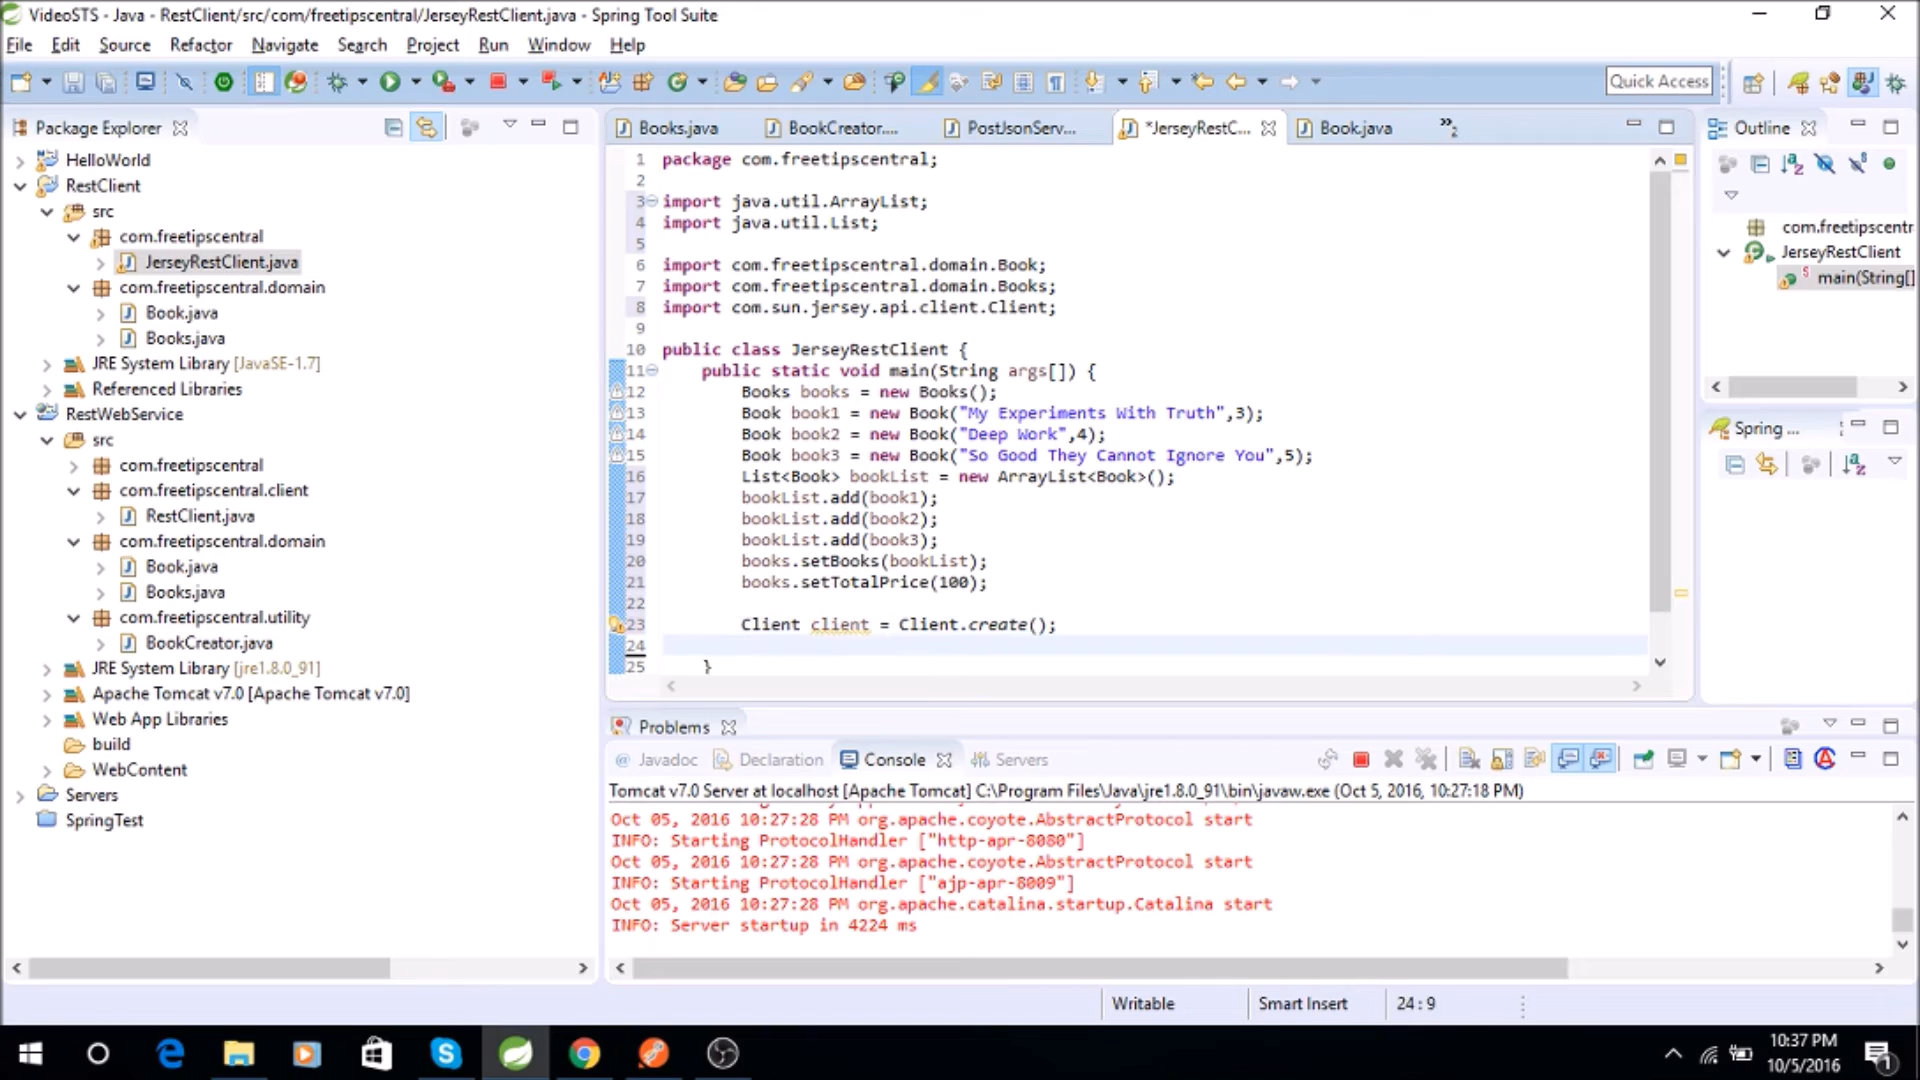 VideoSTS - Java - RestClient/src/com/freetipscentral/JerseyRestClient.java - Spring Tool Suite
File Edit Source Refactor Navigate Search Project Run Window Help
Quick Access
Package Explorer
HelloWorld
RestClient
src
com.freetipscentral
JerseyRestClient.java
com.freetipscentral.domain
Book.java
Books.java
JRE System Library [JavaSE-1.7]
Referenced Libraries
RestWebService
src
com.freetipscentral
com.freetipscentral.client
RestClient.java
com.freetipscentral.domain
Book.java
Books.java
com.freetipscentral.utility
BookCreator.java
JRE System Library [jre1.8.0_91]
Apache Tomcat v7.0 [Apache Tomcat v7.0]
Web App Libraries
build
WebContent
Servers
SpringTest
Books.java BookCreator.... PostJsonServ... *JerseyRestC... Book.java »2
1 package com.freetipscentral;
2
3 import java.util.ArrayList;
4 import java.util.List;
5
6 import com.freetipscentral.domain.Book;
7 import com.freetipscentral.domain.Books;
8 import com.sun.jersey.api.client.Client;
9
10 public class JerseyRestClient {
11 public static void main(String args[]) {
12 Books books = new Books();
13 Book book1 = new Book("My Experiments With Truth",3);
14 Book book2 = new Book("Deep Work",4);
15 Book book3 = new Book("So Good They Cannot Ignore You",5);
16 List<Book> bookList = new ArrayList<Book>();
17 bookList.add(book1);
18 bookList.add(book2);
19 bookList.add(book3);
20 books.setBooks(bookList);
21 books.setTotalPrice(100);
22
23 Client client = Client.create();
24
25 }
Outline
com.freetipscentr
JerseyRestClient
S main(String[]
Spring ...
Problems
@ Javadoc Declaration Console Servers
Tomcat v7.0 Server at localhost [Apache Tomcat] C:\Program Files\Java\jre1.8.0_91\bin\javaw.exe (Oct 5, 2016, 10:27:18 PM)
Oct 05, 2016 10:27:28 PM org.apache.coyote.AbstractProtocol start
INFO: Starting ProtocolHandler ["http-apr-8080"]
Oct 05, 2016 10:27:28 PM org.apache.coyote.AbstractProtocol start
INFO: Starting ProtocolHandler ["ajp-apr-8009"]
Oct 05, 2016 10:27:28 PM org.apache.catalina.startup.Catalina start
INFO: Server startup in 4224 ms
Writable Smart Insert 24 : 9
10:37 PM
10/5/2016
1